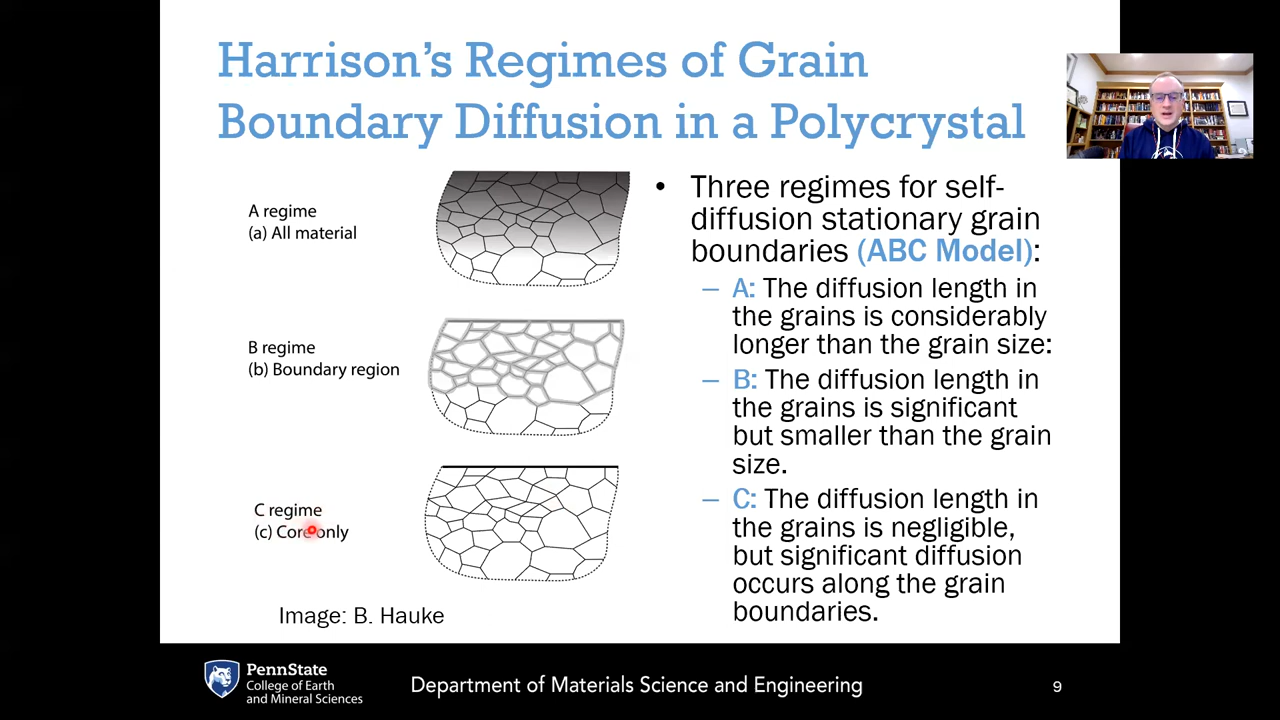 Harrison’s Regimes of Grain
Boundary Diffusion in a Polycrystal
A regime
(a) All material
B regime
(b) Boundary region
C regime
(c) Core only
Image: B. Hauke
• Three regimes for self-
diffusion stationary grain
boundaries (ABC Model):
– A: The diffusion length in
the grains is considerably
longer than the grain size:
– B: The diffusion length in
the grains is significant
but smaller than the grain
size.
– C: The diffusion length in
the grains is negligible,
but significant diffusion
occurs along the grain
boundaries.
PennState
College of Earth
and Mineral Sciences
Department of Materials Science and Engineering
9